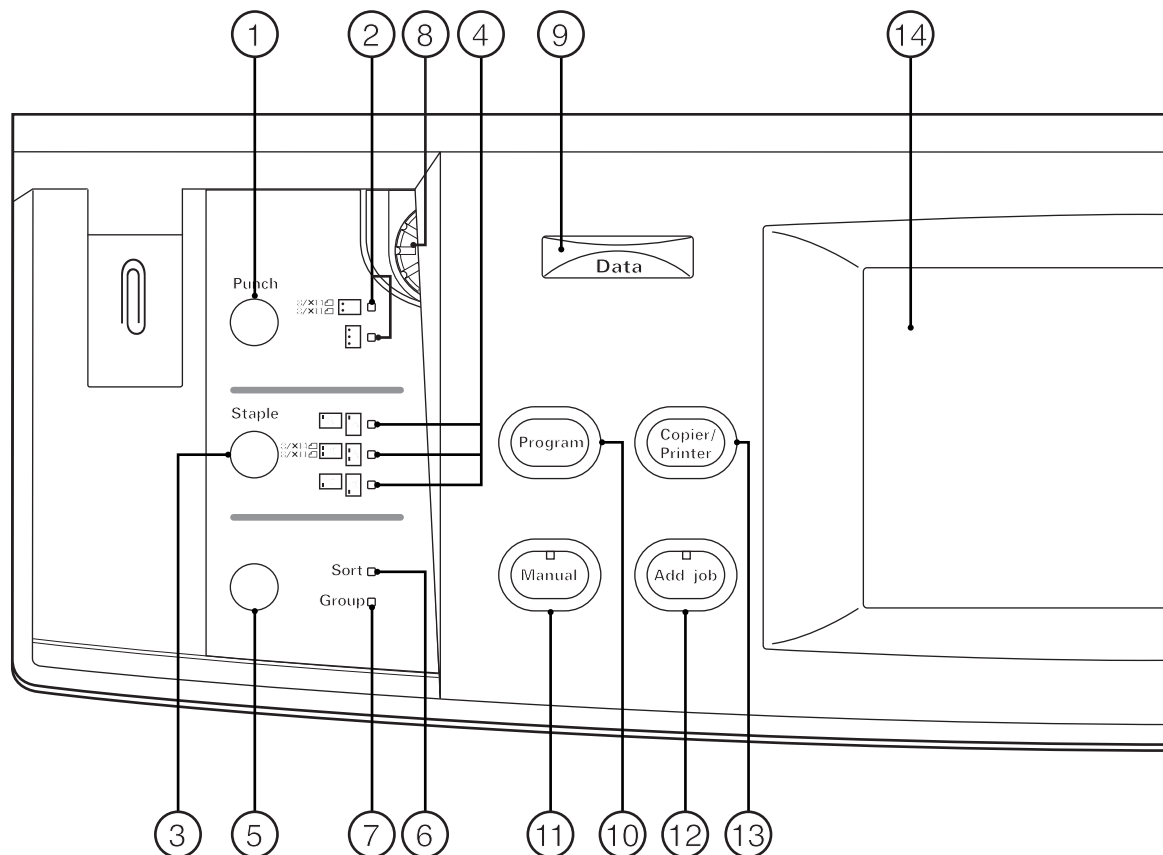 1 2 8 4 9 14
Data
Punch
Staple
Program
Copier/
Printer
Sort
Manual
Add job
Group
3 5 7 6 11 10 12 13